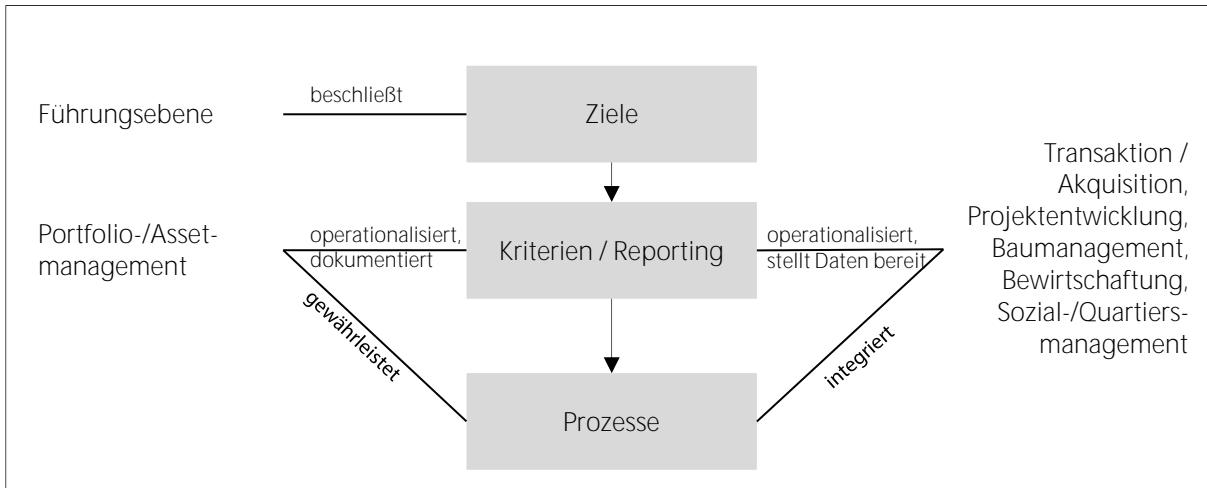 beschließt
Führungsebene
Ziele
Transaktion /
Akquisition,
Projektentwicklung,
Baumanagement,
Bewirtschaftung,
Sozial-/Quartiers-
management
Portfolio-/Asset-
management
operationalisiert,
dokumentiert
Kriterien / Reporting
operationalisiert,
stellt Daten bereit
gewährleistet
integriert
Prozesse